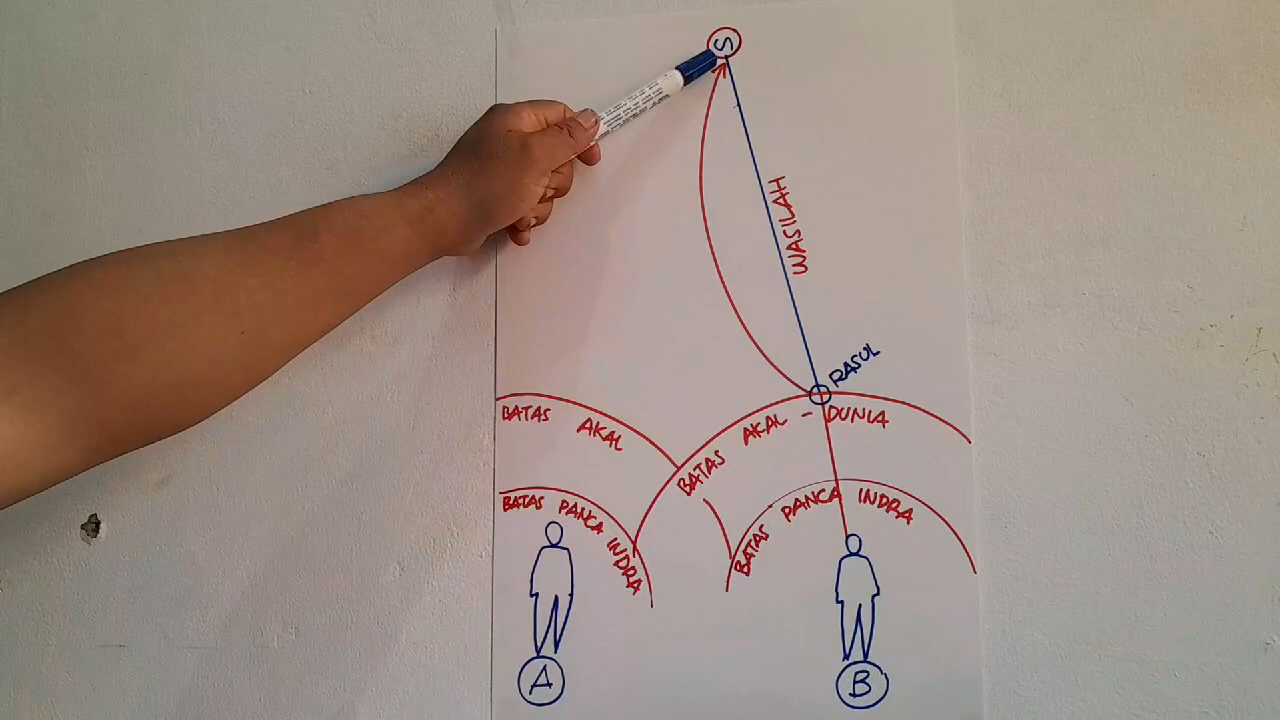 S
WASILAH
RASUL
BATAS AKAL
BATAS AKAL - DUNIA
BATAS PANCA INDRA
BATAS PANCA INDRA
A
B